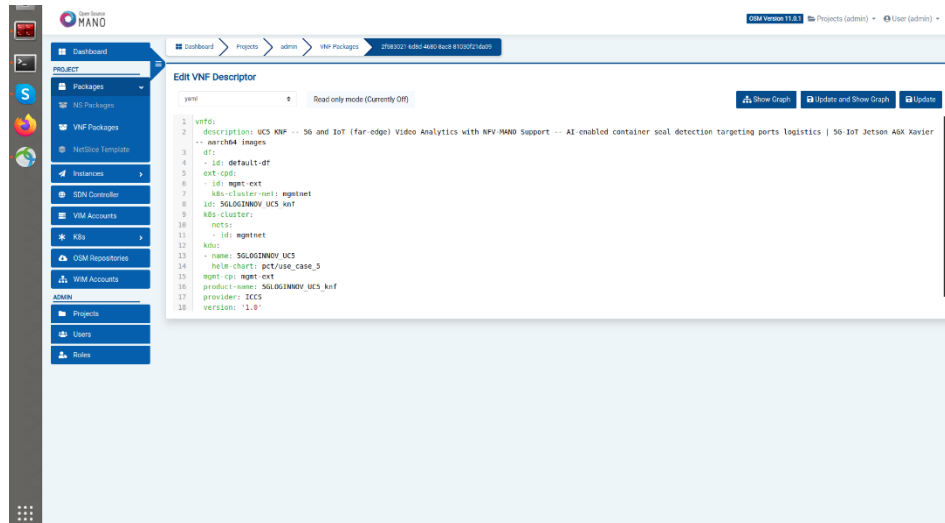 Open Source
MANO
OSM Version 11.0.1
Projects (admin)
User (admin)
Dashboard
PROJECT
Packages
NS Packages
VNF Packages
NetSlice Template
Instances
SDN Controller
VIM Accounts
K8s
OSM Repositories
WIM Accounts
ADMIN
Projects
Users
Roles
Dashboard
Projects
admin
VNF Packages
2f583021-6d8d-4680-8ac8-81030f21da09
Edit VNF Descriptor
yaml
Read only mode (Currently Off)
Show Graph
Update and Show Graph
Update
1 vnfd:
2 description: UC5 KNF -- 5G and IoT (far-edge) Video Analytics with NFV-MANO Support -- AI-enabled container seal detection targeting ports logistics | 5G-IoT Jetson AGX Xavier
-- aarch64 images
3 df:
4 - id: default-df
5 ext-cpd:
6 - id: mgmt-ext
7 k8s-cluster-net: mgmtnet
8 id: 5GLOGINNOV_UC5_knf
9 k8s-cluster:
10 nets:
11 - id: mgmtnet
12 kdu:
13 - name: 5GLOGINNOV_UC5
14 helm-chart: pct/use_case_5
15 mgmt-cp: mgmt-ext
16 product-name: 5GLOGINNOV_UC5_knf
17 provider: ICCS
18 version: '1.0'